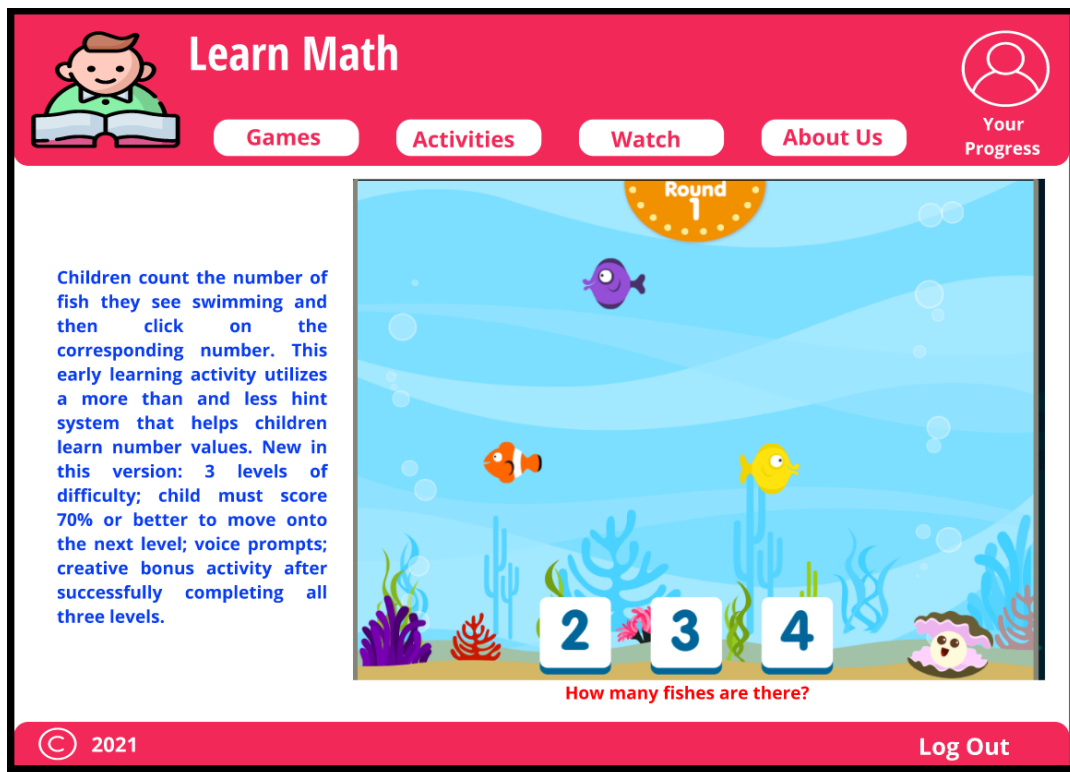 Learn Math
Games
Activities
Watch
About Us
Your
Progress
Children count the number of
fish they see swimming and
then click on the
corresponding number. This
early learning activity utilizes
a more than and less hint
system that helps children
learn number values. New in
this version: 3 levels of
difficulty; child must score
70% or better to move onto
the next level; voice prompts;
creative bonus activity after
successfully completing all
three levels.
Round
1
2
3
4
How many fishes are there?
© 2021
Log Out